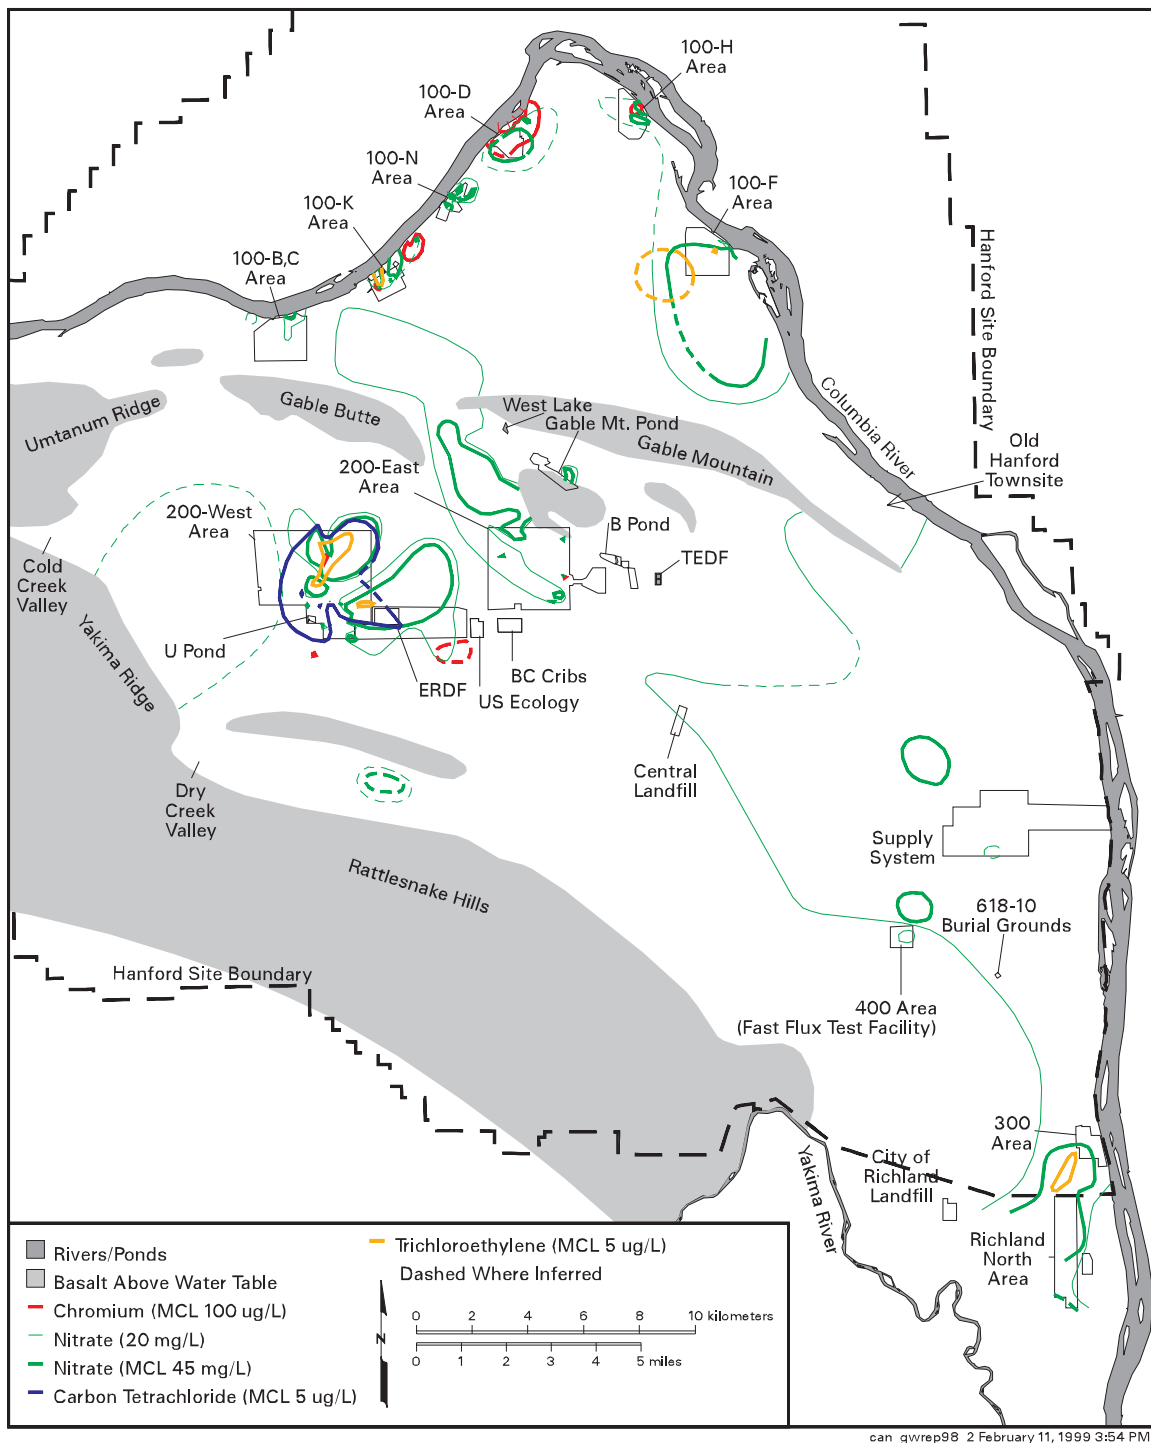 100-H
Area
100-D
Area
100-N
Area
100-F
Area
100-K
Area
100-B,C
Area
Hanford Site Boundary
Columbia River
Umtanum Ridge
Gable Butte
West Lake
Gable Mt. Pond
Gable Mountain
Old
Hanford
Townsite
200-East
Area
200-West
Area
B Pond
TEDF
Cold
Creek
Valley
Yakima Ridge
U Pond
ERDF
BC Cribs
US Ecology
Central
Landfill
Dry
Creek
Valley
Supply
System
Rattlesnake Hills
618-10
Burial Grounds
Hanford Site Boundary
400 Area
(Fast Flux Test Facility)
300
Area
City of
Richland
Landfill
Yakima River
Richland
North
Area
Rivers/Ponds
Basalt Above Water Table
Chromium (MCL 100 ug/L)
Nitrate (20 mg/L)
Nitrate (MCL 45 mg/L)
Carbon Tetrachloride (MCL 5 ug/L)
Trichloroethylene (MCL 5 ug/L)
Dashed Where Inferred
N
0 2 4 6 8 10 kilometers
0 1 2 3 4 5 miles
can_gwrep98_2 February 11, 1999 3:54 PM